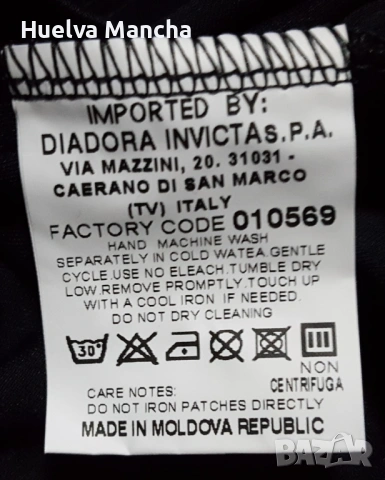 Huelva Mancha
IMPORTED BY:
DIADORA INVICTAS.P.A.
VIA MAZZINI, 20. 31031 -
CAERANO DI SAN MARCO
(TV) ITALY
FACTORY CODE 010569
HAND MACHINE WASH
SEPARATELY IN COLD WATEA.GENTLE
CYCLE USE NO ELEACH.TUMBLE DRY
LOW.REMOVE PROMPTLY.TOUCH UP
WITH A COOL IRON IF NEEDED.
DO NOT DRY CLEANING
30°
NON
CENTRIFUGA
CARE NOTES:
DO NOT IRON PATCHES DIRECTLY
MADE IN MOLDOVA REPUBLIC
bazar